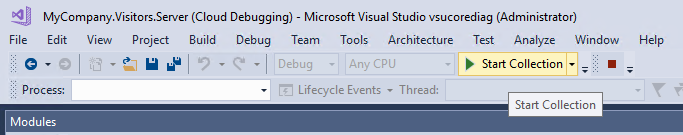 MyCompany.Visitors.Server (Cloud Debugging) - Microsoft Visual Studio vsucorediag (Administrator)
File Edit View Project Build Debug Team Tools Architecture Test Analyze Window Help
Debug Any CPU Start Collection
Process: Lifecycle Events Thread:
Start Collection
Modules